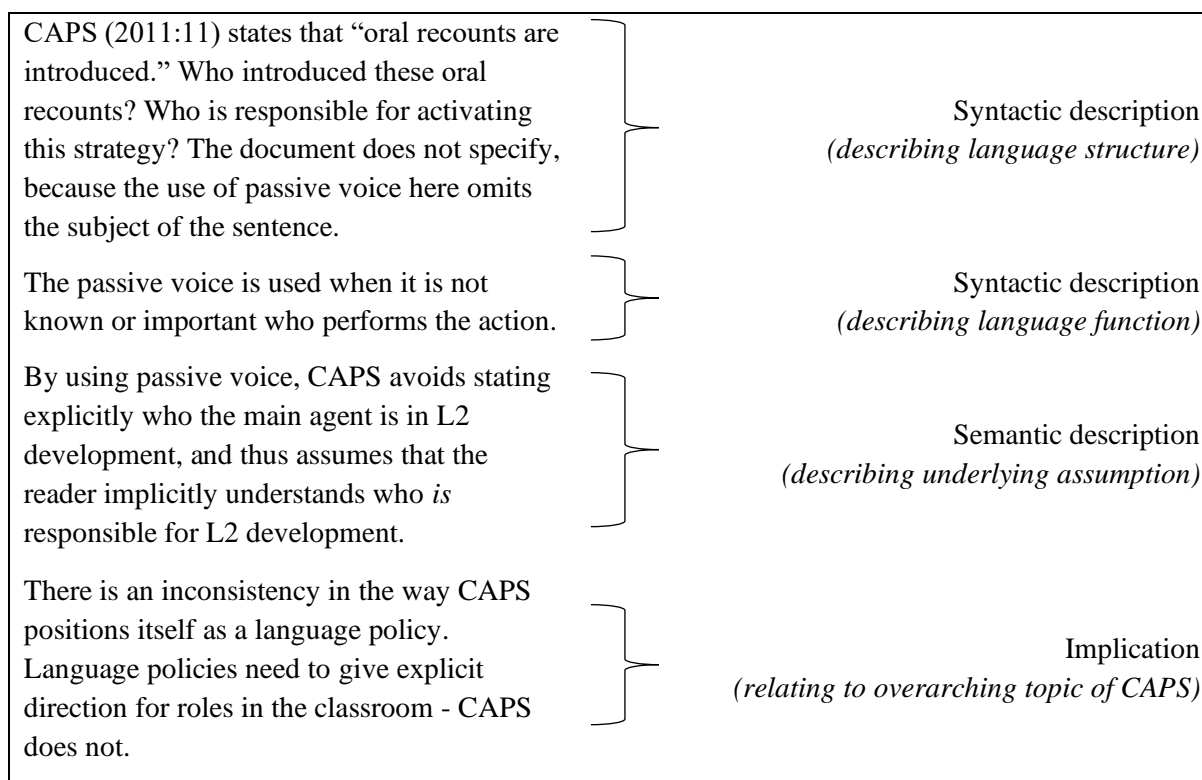 CAPS (2011:11) states that “oral recounts are
introduced.” Who introduced these oral
recounts? Who is responsible for activating
this strategy? The document does not specify,
because the use of passive voice here omits
the subject of the sentence.
Syntactic description
(describing language structure)
The passive voice is used when it is not
known or important who performs the action.
Syntactic description
(describing language function)
By using passive voice, CAPS avoids stating
explicitly who the main agent is in L2
development, and thus assumes that the
reader implicitly understands who is
responsible for L2 development.
Semantic description
(describing underlying assumption)
There is an inconsistency in the way CAPS
positions itself as a language policy.
Language policies need to give explicit
direction for roles in the classroom - CAPS
does not.
Implication
(relating to overarching topic of CAPS)